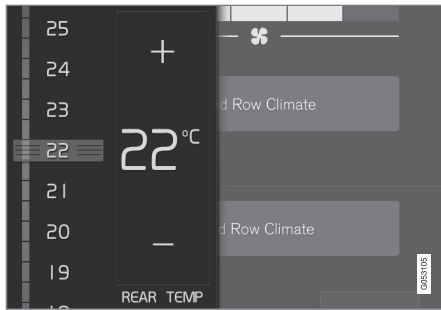 25
24
23
22
21
20
19
+
22°C
–
REAR TEMP
d Row Climate
d Row Climate
G053105